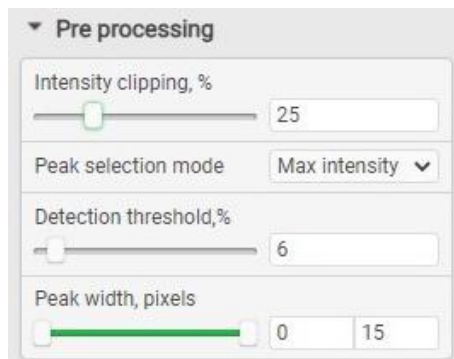 Pre processing
Intensity clipping, %
25
Peak selection mode Max intensity
Detection threshold,%
6
Peak width, pixels
0 15